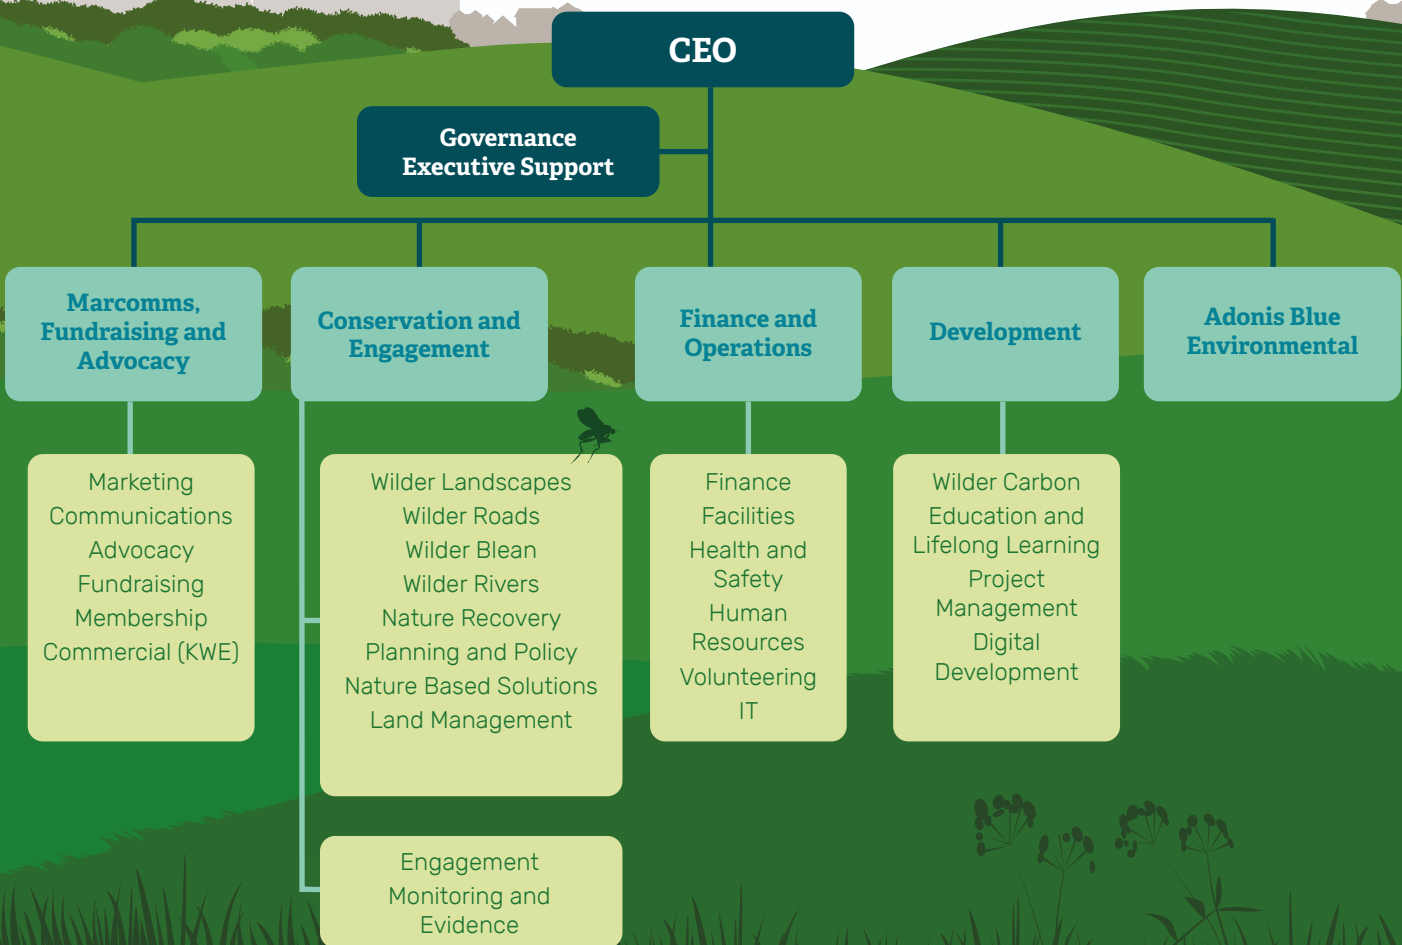 CEO
Governance
Executive Support
Marcomms,
Fundraising and
Advocacy
Conservation and
Engagement
Finance and
Operations
Development
Adonis Blue
Environmental
Marketing
Communications
Advocacy
Fundraising
Membership
Commercial (KWE)
Wilder Landscapes
Wilder Roads
Wilder Blean
Wilder Rivers
Nature Recovery
Planning and Policy
Nature Based Solutions
Land Management
Engagement
Monitoring and
Evidence
Finance
Facilities
Health and
Safety
Human
Resources
Volunteering
IT
Wilder Carbon
Education and
Lifelong Learning
Project
Management
Digital
Development